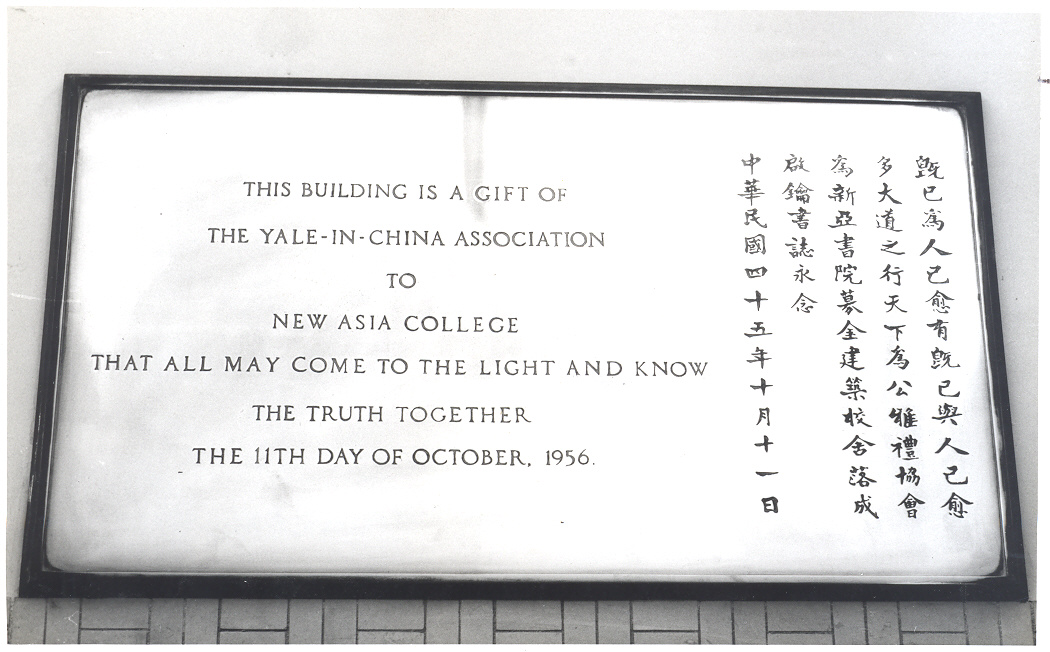 THIS BUILDING IS A GIFT OF
THE YALE-IN-CHINA ASSOCIATION
TO
NEW ASIA COLLEGE
THAT ALL MAY COME TO THE LIGHT AND KNOW
THE TRUTH TOGETHER
THE 11TH DAY OF OCTOBER, 1956.
既已為人己愈有既已與人己愈
多大道之行天下為公雅禮協會
為新亞書院募金建築校舍落成
啟鑰書誌永念
中華民國四十五年十月十一日